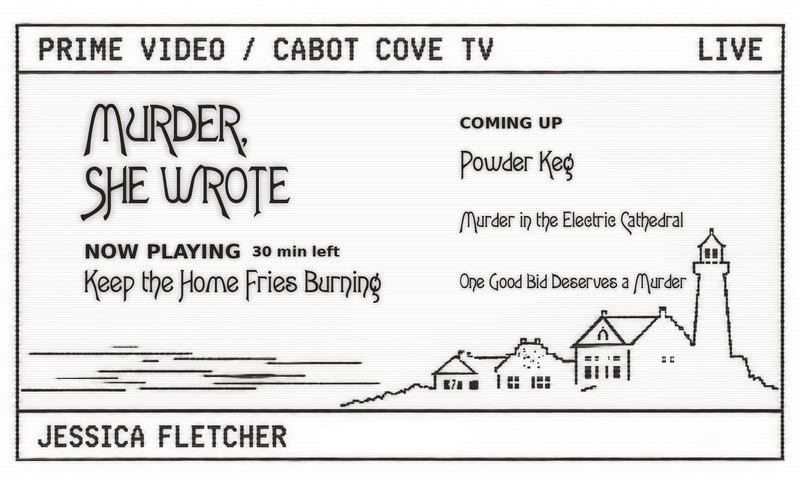 PRIME VIDEO / CABOT COVE TV
LIVE
MURDER,
SHE WROTE
NOW PLAYING 30 min left
Keep the Home Fries Burning
COMING UP
Powder Keg
Murder in the Electric Cathedral
One Good Bid Deserves a Murder
JESSICA FLETCHER